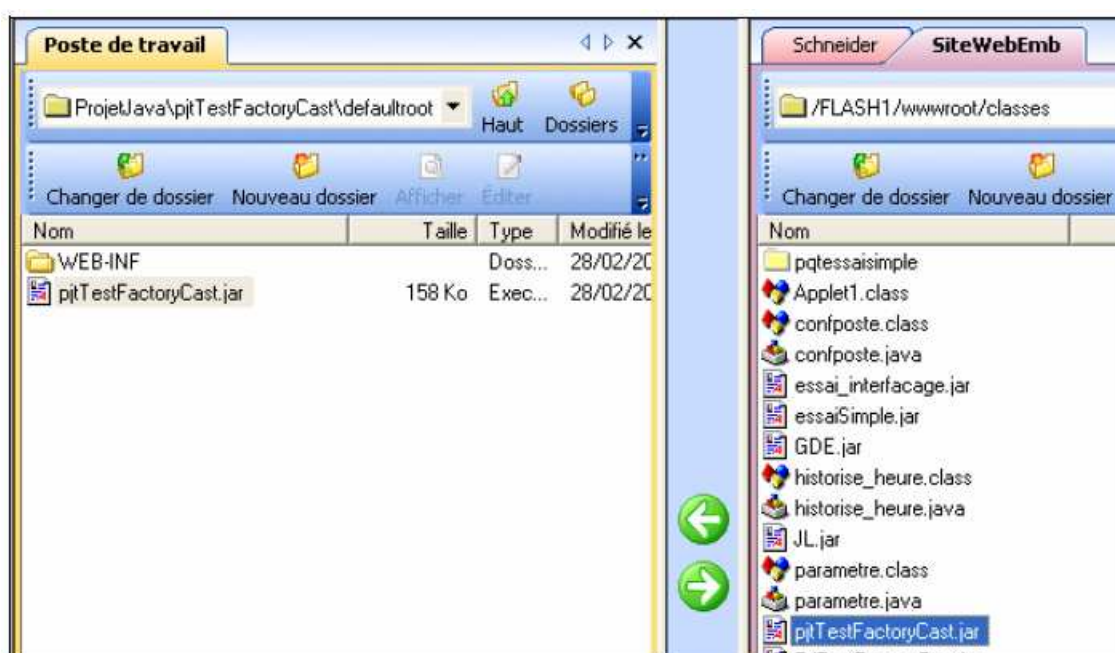 Poste de travail
ProjetJava\pjtTestFactoryCast\defaultroot
Haut Dossiers
Changer de dossier Nouveau dossier Afficher Éditer
Nom Taille Type Modifié le
WEB-INF Doss... 28/02/20
pjtTestFactoryCast.jar 158 Ko Exec... 28/02/20
Schneider SiteWebEmb
/FLASH1/wwwroot/classes
Changer de dossier Nouveau dossier
Nom
pqtessaisimple
Applet1.class
confposte.class
confposte.java
essai_interfacage.jar
essaiSimple.jar
GDE.jar
historise_heure.class
historise_heure.java
JL.jar
parametre.class
parametre.java
pjtTestFactoryCast.jar